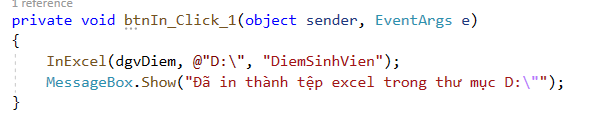 1 reference
private void btnIn_Click_1(object sender, EventArgs e)
{
InExcel(dgvDiem, @"D:\", "DiemSinhVien");
MessageBox.Show("Đã in thành tệp excel trong thư mục D:\"");
}